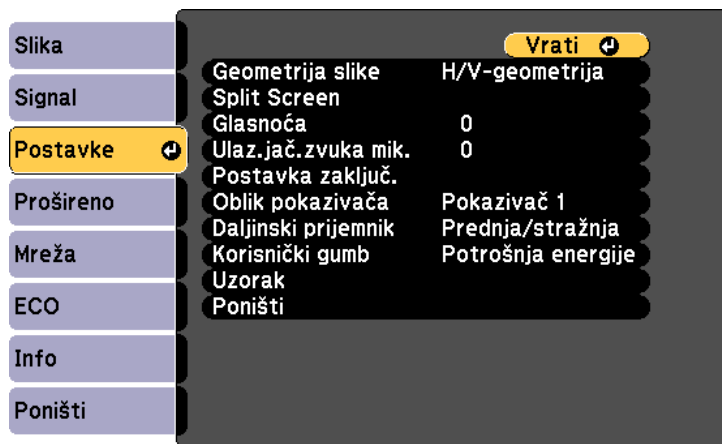 Slika
Signal
Postavke
Prošireno
Mreža
ECO
Info
Poništi
Vrati
Geometrija slike H/V-geometrija
Split Screen
Glasnoća 0
Ulaz.jač.zvuka mik. 0
Postavka zaključ.
Oblik pokazivača Pokazivač 1
Daljinski prijemnik Prednja/stražnja
Korisnički gumb Potrošnja energije
Uzorak
Poništi